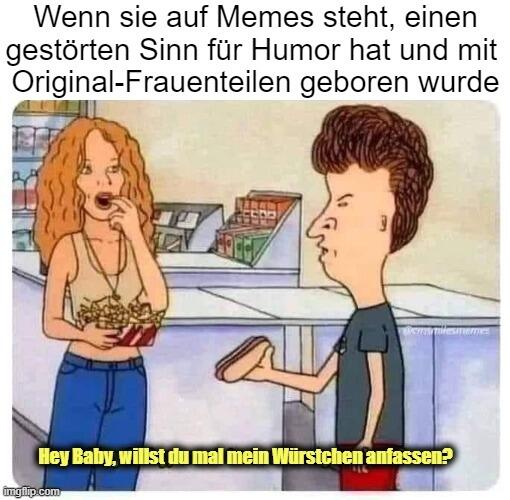 Wenn sie auf Memes steht, einen
gestörten Sinn für Humor hat und mit
Original-Frauenteilen geboren wurde
Hey Baby, willst du mal mein Würstchen anfassen?
imgflip.com